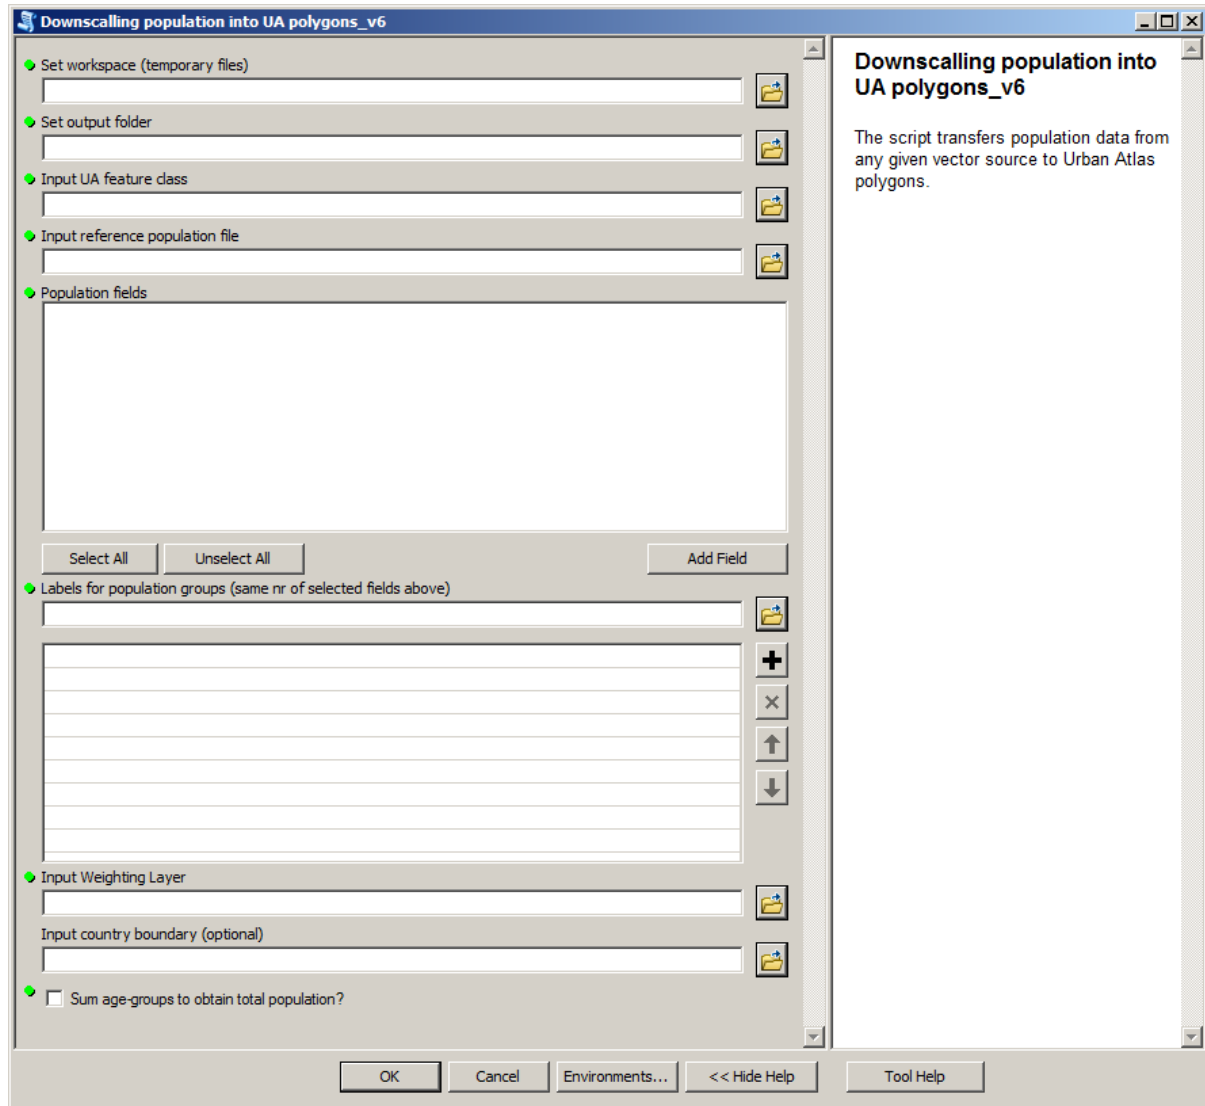 Downscalling population into UA polygons_v6
Set workspace (temporary files)
Set output folder
Input UA feature class
Input reference population file
Population fields
Select All
Unselect All
Add Field
Labels for population groups (same nr of selected fields above)
Input Weighting Layer
Input country boundary (optional)
Sum age-groups to obtain total population?
Downscalling population into
UA polygons_v6
The script transfers population data from
any given vector source to Urban Atlas
polygons.
OK
Cancel
Environments...
<< Hide Help
Tool Help